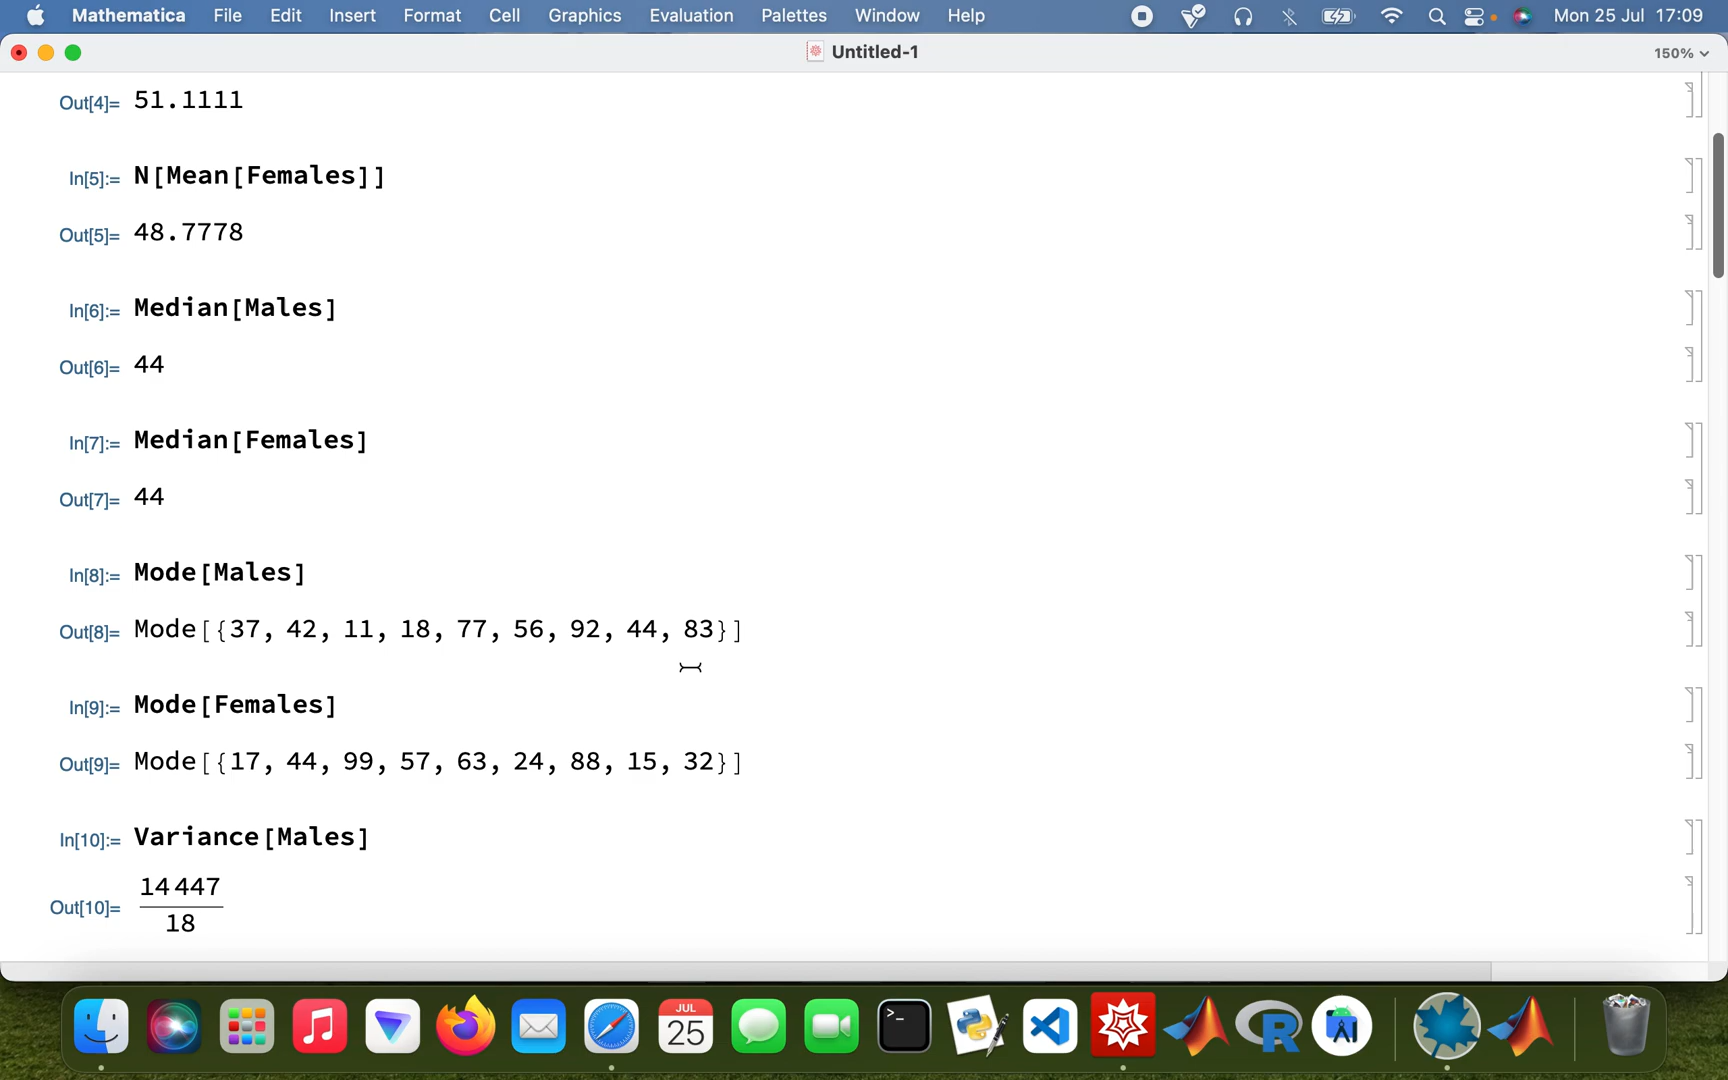 Mathematica File Edit Insert Format Cell Graphics Evaluation Palettes Window Help Mon 25 Jul 17:09
Untitled-1 150%
Out[4]= 51.1111
In[5]:= N[Mean[Females]]
Out[5]= 48.7778
In[6]:= Median[Males]
Out[6]= 44
In[7]:= Median[Females]
Out[7]= 44
In[8]:= Mode[Males]
Out[8]= Mode[{37, 42, 11, 18, 77, 56, 92, 44, 83}]
In[9]:= Mode[Females]
Out[9]= Mode[{17, 44, 99, 57, 63, 24, 88, 15, 32}]
In[10]:= Variance[Males]
14 447
Out[10]=
18
JUL
25
>_
R